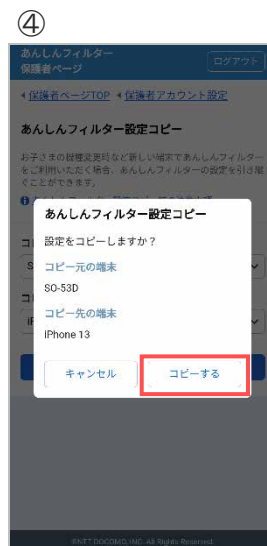 ④
あんしんフィルター
保護者ページ
ログアウト
保護者ページTOP
保護者アカウント設定
あんしんフィルター設定コピー
お子さまの機種変更時など新しい端末であんしんフィルター
をご利用いただく場合、あんしんフィルターの設定を引き継
ぐことができます。
あんしんフィルター設定コピー
設定をコピーしますか？
コピー元の端末
SO-53D
コピー先の端末
iPhone 13
キャンセル
コピーする
©NTT DOCOMO, INC. All Rights Reserved.